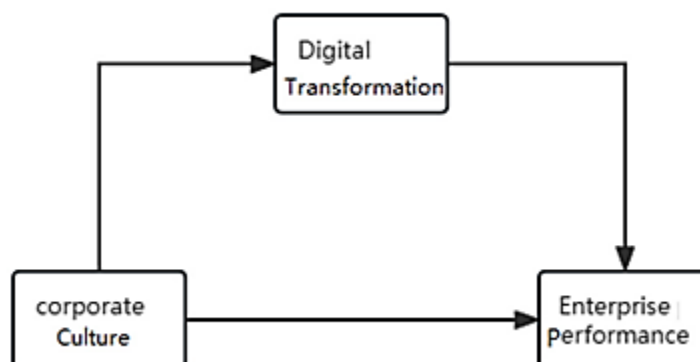 Digital
Transformation
corporate
Culture
Enterprise
Performance